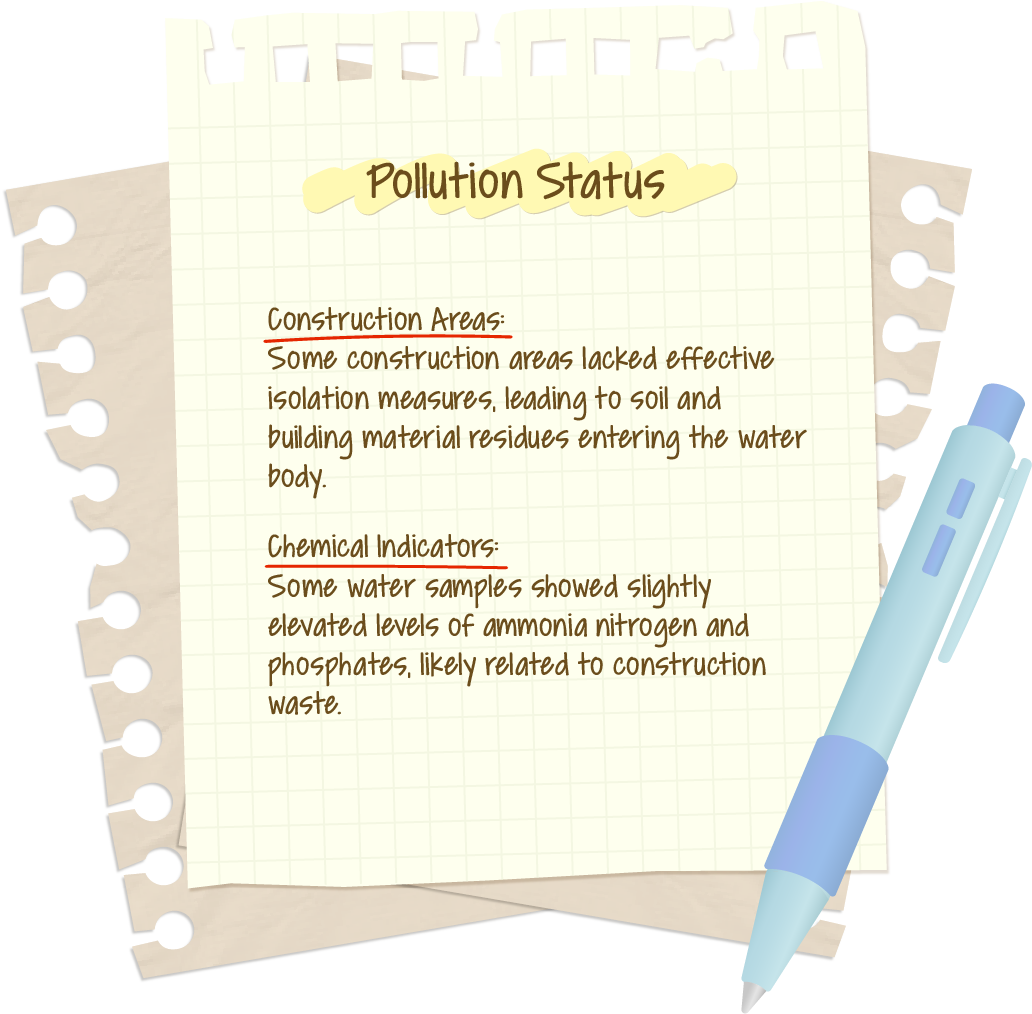 Pollution Status
Construction Areas:
Some construction areas lacked effective
isolation measures, leading to soil and
building material residues entering the water
body.
Chemical Indicators:
Some water samples showed slightly
elevated levels of ammonia nitrogen and
phosphates, likely related to construction
waste.